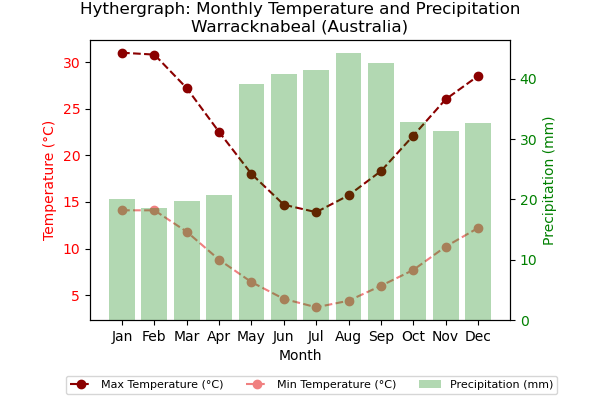 Hythergraph: Monthly Temperature and Precipitation
Warracknabeal (Australia)
Temperature (°C)
30
25
20
15
10
5
40
30
20
10
0
Precipitation (mm)
Jan Feb Mar Apr May Jun Jul Aug Sep Oct Nov Dec
Month
Max Temperature (°C) Min Temperature (°C) Precipitation (mm)